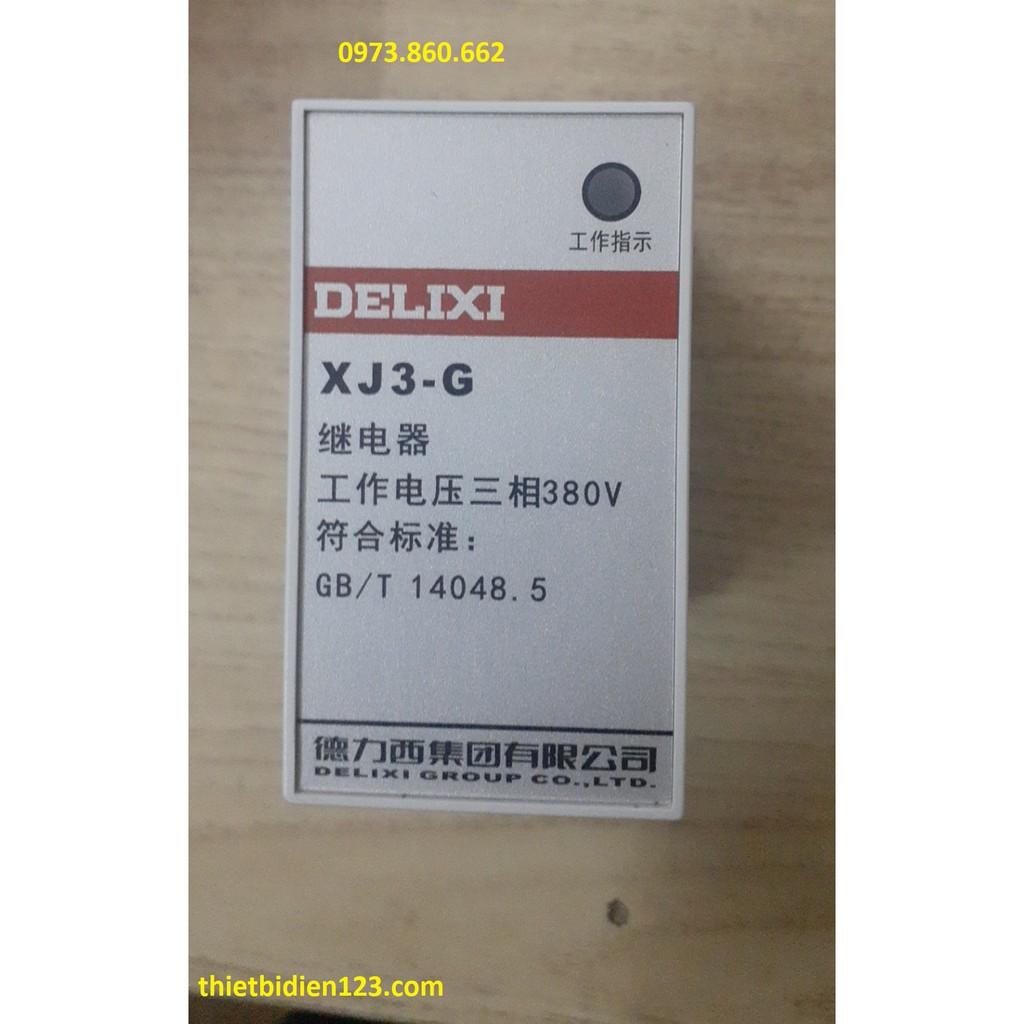 0973.860.662
工作指示
DELIXI
XJ3-G
继电器
工作电压三相380V
符合标准：
GB/T 14048.5
德力西集团有限公司
DELIXI GROUP CO.,LTD.
thietbidien123.com